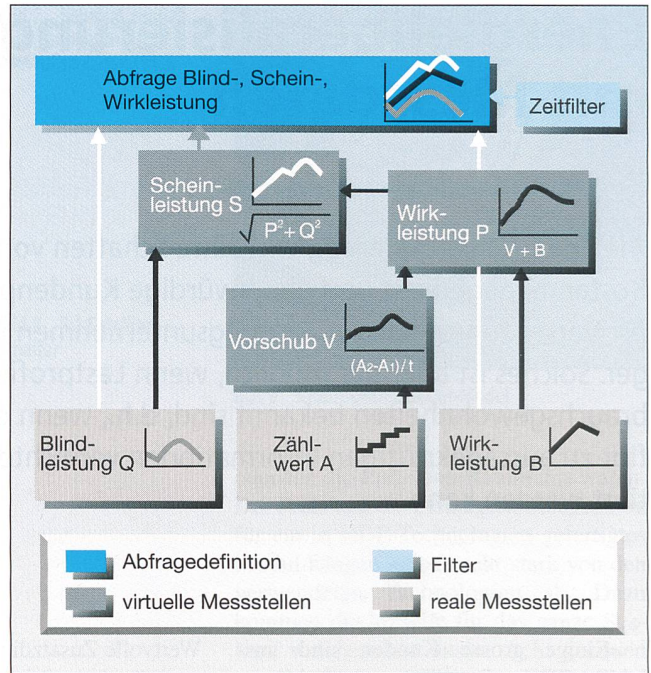 Abfrage Blind-, Schein-,
Wirkleistung
Zeitfilter
Schein-
leistung S
√P²+Q²
Wirk-
leistung P
V + B
Vorschub V
(A₂-A₁)/t
Blind-
leistung Q
Zähl-
wert A
Wirk-
leistung B
Abfragedefinition
Filter
virtuelle Messstellen
reale Messstellen